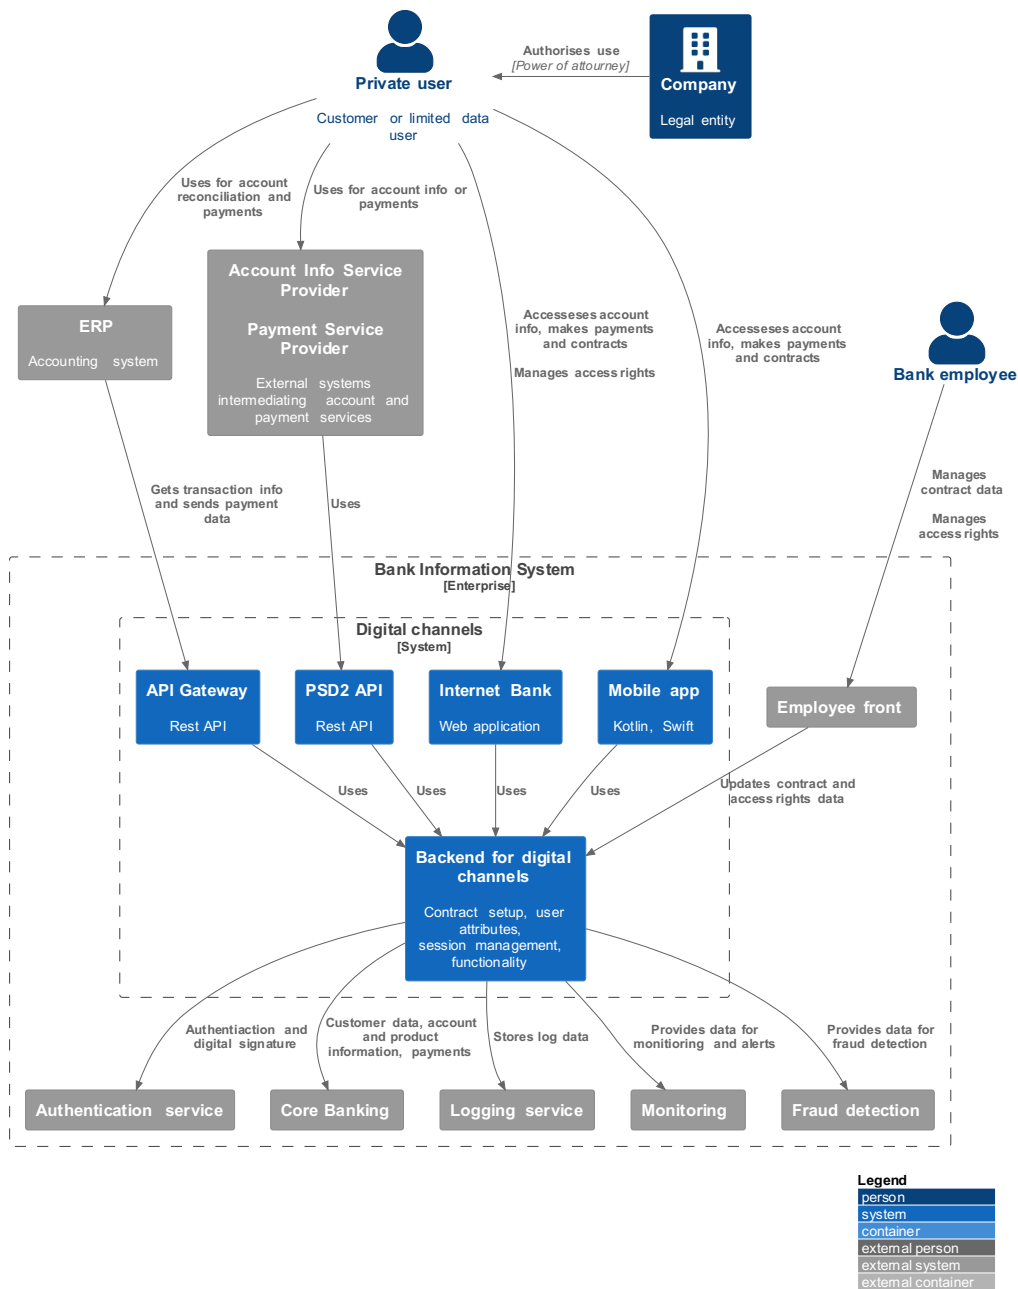 Private user
Customer or limited data
user
Authorises use
[Power of attourney]
Company
Legal entity
Uses for account
reconciliation and
payments
Uses for account info or
payments
Account Info Service
Provider
Payment Service
Provider
External systems
intermediating account and
payment services
ERP
Accounting system
Accesseses account
info, makes payments
and contracts
Manages access rights
Accesseses account
info, makes payments
and contracts
Bank employee
Gets transaction info
and sends payment
data
Uses
Manages
contract data
Manages
access rights
Bank Information System
[Enterprise]
Digital channels
[System]
API Gateway
Rest API
PSD2 API
Rest API
Internet Bank
Web application
Mobile app
Kotlin, Swift
Employee front
Uses
Uses
Uses
Uses
Updates contract and
access rights data
Backend for digital
channels
Contract setup, user
attributes,
session management,
functionality
Authentiaction and
digital signature
Customer data, account
and product
information, payments
Stores log data
Provides data for
monitioring and alerts
Provides data for
fraud detection
Authentication service
Core Banking
Logging service
Monitoring
Fraud detection
Legend
person
system
container
external person
external system
external container